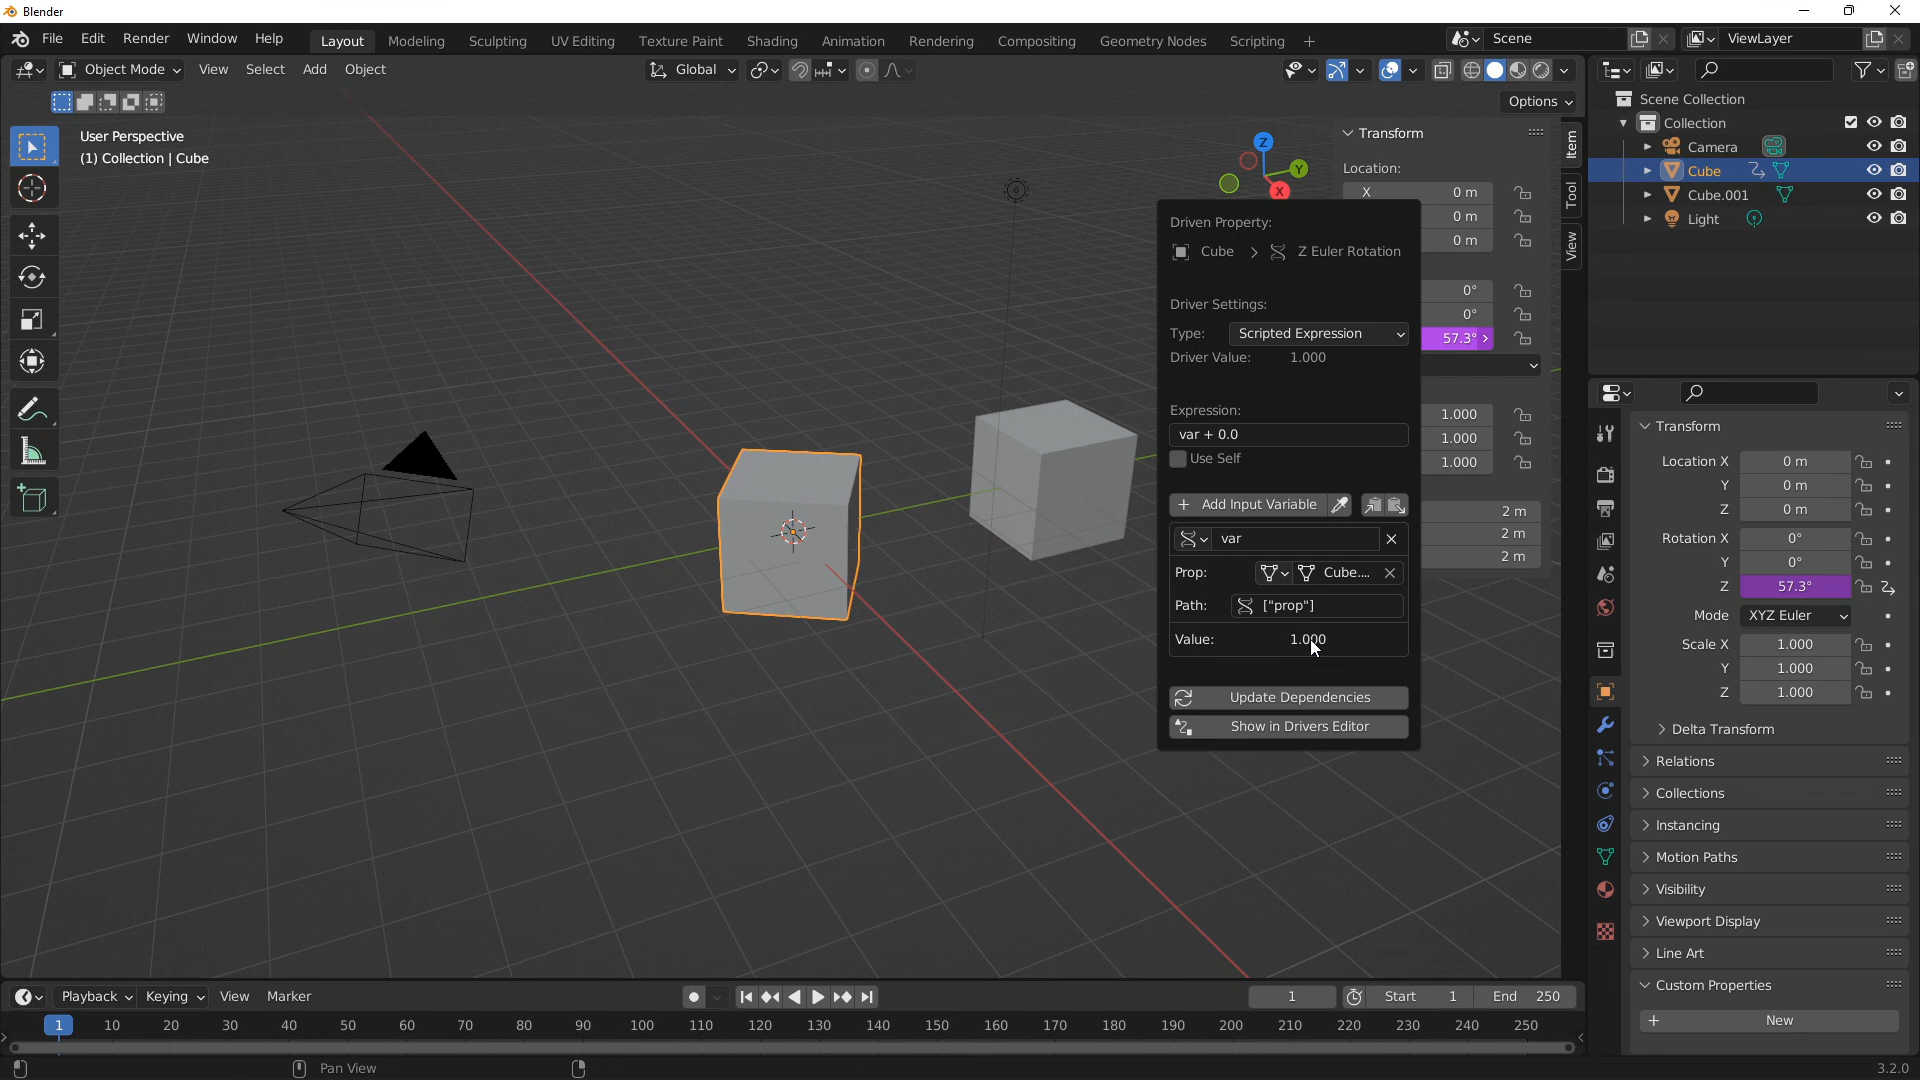 Blender
File Edit Render Window Help Layout Modeling Sculpting UV Editing Texture Paint Shading Animation Rendering Compositing Geometry Nodes Scripting + Scene ViewLayer
Object Mode View Select Add Object Global
Options
User Perspective
(1) Collection | Cube
Z
Y
X
Transform
Location:
X 0 m
0 m
0 m
0°
0°
57.3°
1.000
1.000
1.000
2 m
2 m
2 m
Item
Tool
View
Driven Property:
Cube > Z Euler Rotation
Driver Settings:
Type: Scripted Expression
Driver Value: 1.000
Expression:
var + 0.0
Use Self
+ Add Input Variable
var
Prop: Cube....
Path: ["prop"]
Value: 1.000
Update Dependencies
Show in Drivers Editor
Scene Collection
Collection
Camera
Cube
Cube.001
Light
Transform
Location X 0 m
Y 0 m
Z 0 m
Rotation X 0°
Y 0°
Z 57.3°
Mode XYZ Euler
Scale X 1.000
Y 1.000
Z 1.000
Delta Transform
Relations
Collections
Instancing
Motion Paths
Visibility
Viewport Display
Line Art
Custom Properties
+ New
Playback Keying View Marker 1 Start 1 End 250
1 10 20 30 40 50 60 70 80 90 100 110 120 130 140 150 160 170 180 190 200 210 220 230 240 250
Pan View 3.2.0